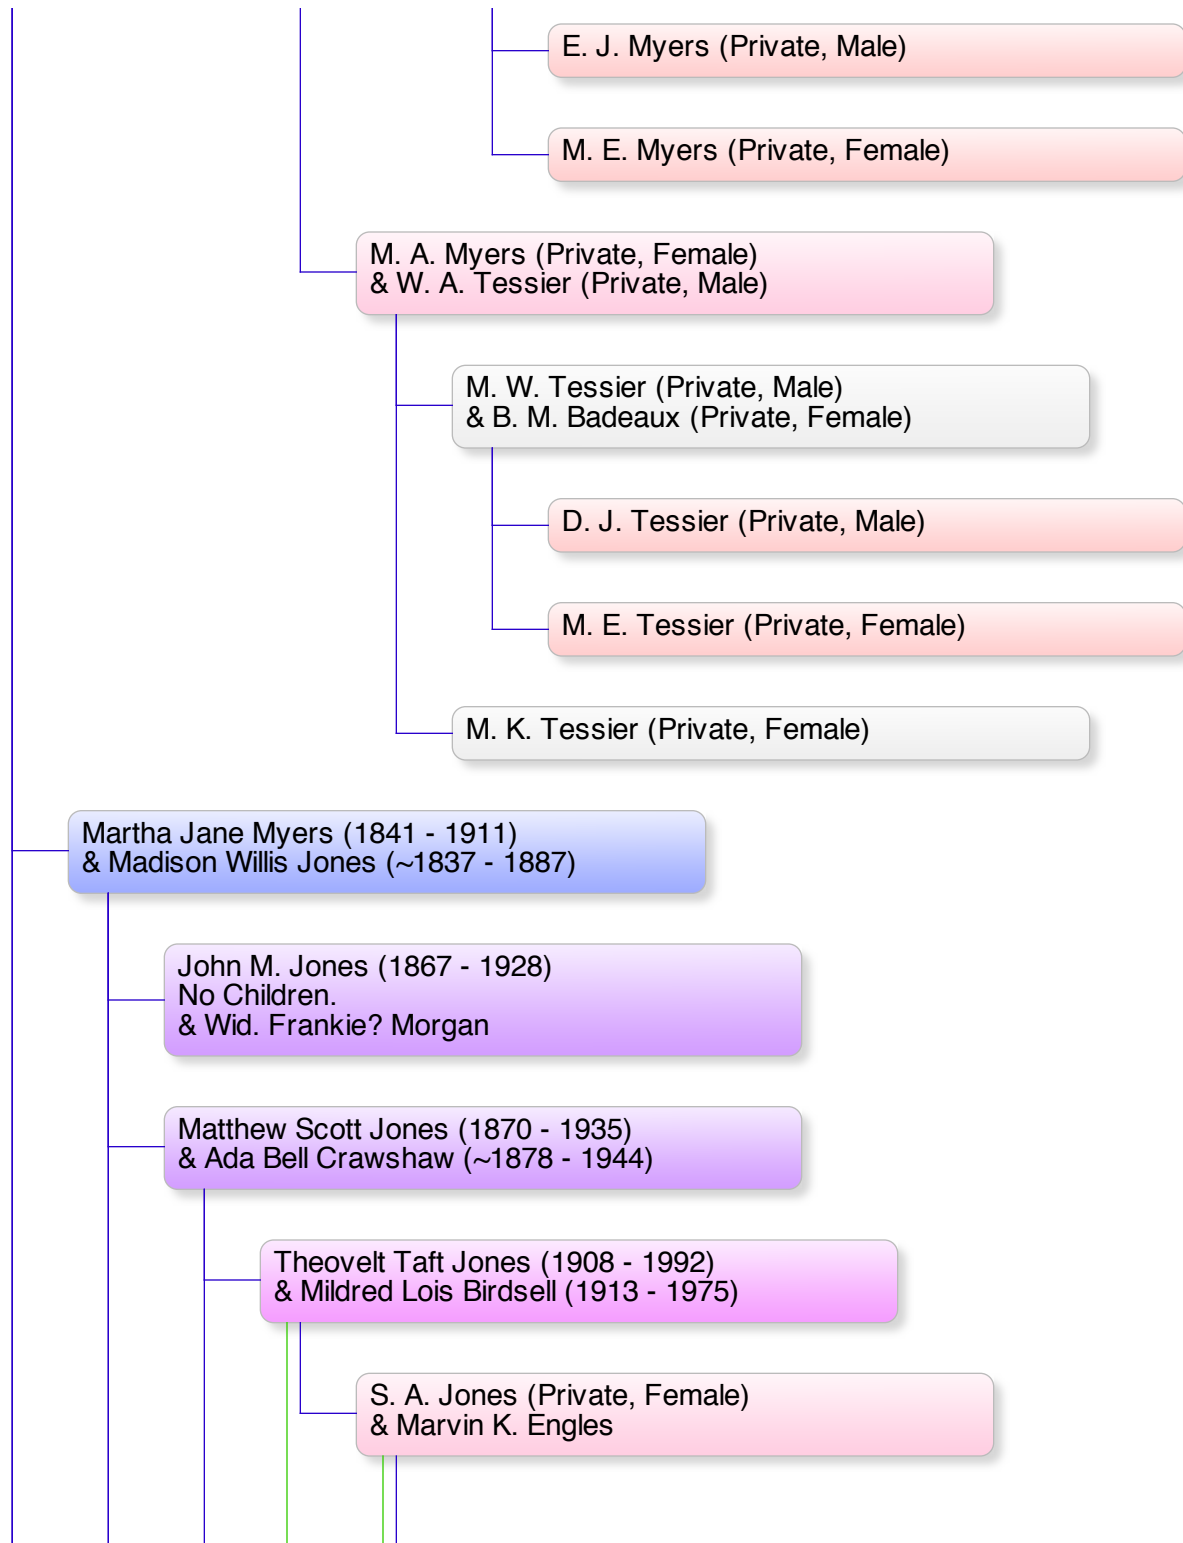 E. J. Myers (Private, Male)
M. E. Myers (Private, Female)
M. A. Myers (Private, Female)
& W. A. Tessier (Private, Male)
M. W. Tessier (Private, Male)
& B. M. Badeaux (Private, Female)
D. J. Tessier (Private, Male)
M. E. Tessier (Private, Female)
M. K. Tessier (Private, Female)
Martha Jane Myers (1841 - 1911)
& Madison Willis Jones (~1837 - 1887)
John M. Jones (1867 - 1928)
No Children.
& Wid. Frankie? Morgan
Matthew Scott Jones (1870 - 1935)
& Ada Bell Crawshaw (~1878 - 1944)
Theovelt Taft Jones (1908 - 1992)
& Mildred Lois Birdsell (1913 - 1975)
S. A. Jones (Private, Female)
& Marvin K. Engles